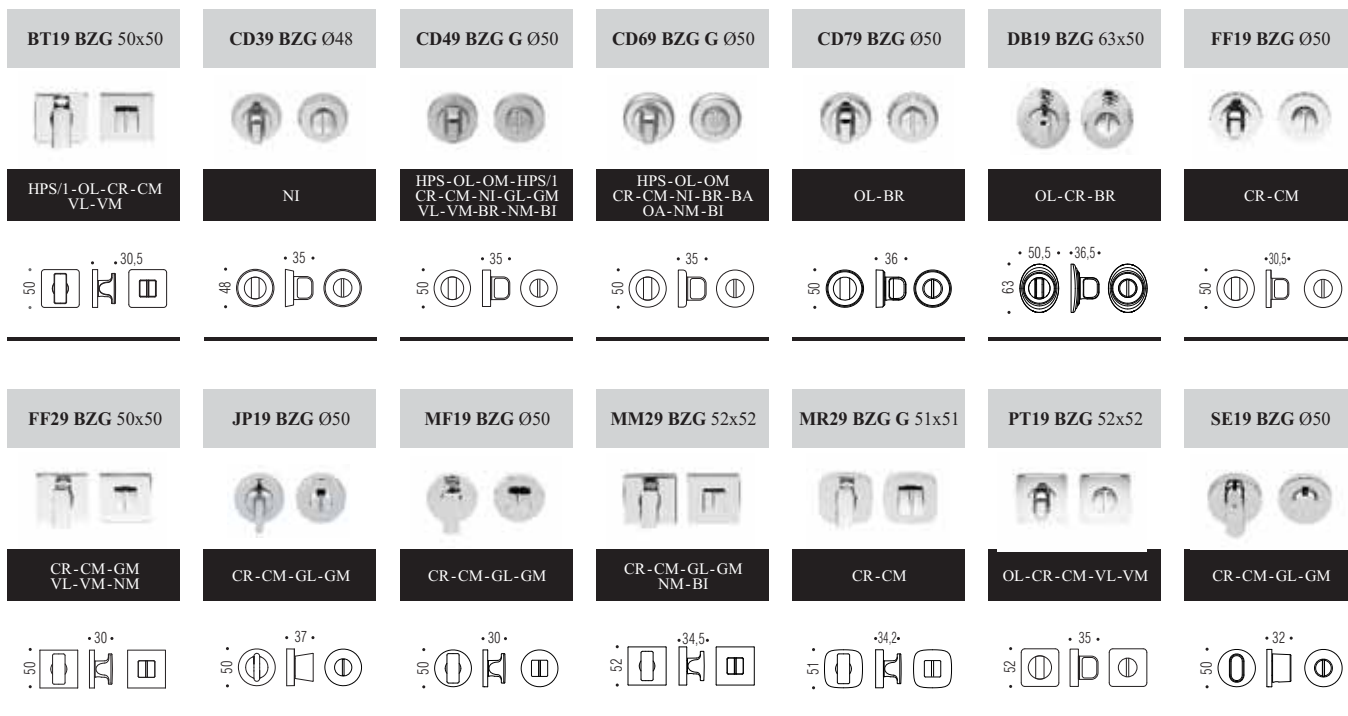 BT19 BZG 50x50
CD39 BZG Ø48
CD49 BZG G Ø50
CD69 BZG G Ø50
CD79 BZG Ø50
DB19 BZG 63x50
FF19 BZG Ø50
HPS/1-OL-CR-CM
VL-VM
NI
HPS-OL-OM-HPS/1
CR-CM-NI-GL-GM
VL-VM-BR-NM-BI
HPS-OL-OM
CR-CM-NI-BR-BA
OA-NM-BI
OL-BR
OL-CR-BR
CR-CM
50
30,5
48
35
50
35
50
35
50
36
63
50,5
36,5
50
30,5
FF29 BZG 50x50
JP19 BZG Ø50
MF19 BZG Ø50
MM29 BZG 52x52
MR29 BZG G 51x51
PT19 BZG 52x52
SE19 BZG Ø50
CR-CM-GM
VL-VM-NM
CR-CM-GL-GM
CR-CM-GL-GM
CR-CM-GL-GM
NM-BI
CR-CM
OL-CR-CM-VL-VM
CR-CM-GL-GM
50
30
50
37
50
30
52
34,5
51
34,2
52
35
50
32